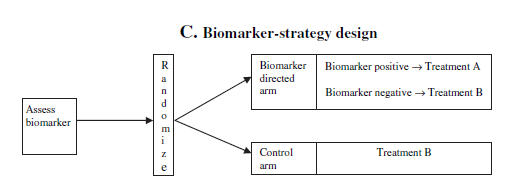 C. Biomarker-strategy design
Assess
biomarker
R
a
n
d
o
m
i
z
e
Biomarker
directed
arm
Biomarker positive → Treatment A
Biomarker negative → Treatment B
Control
arm
Treatment B